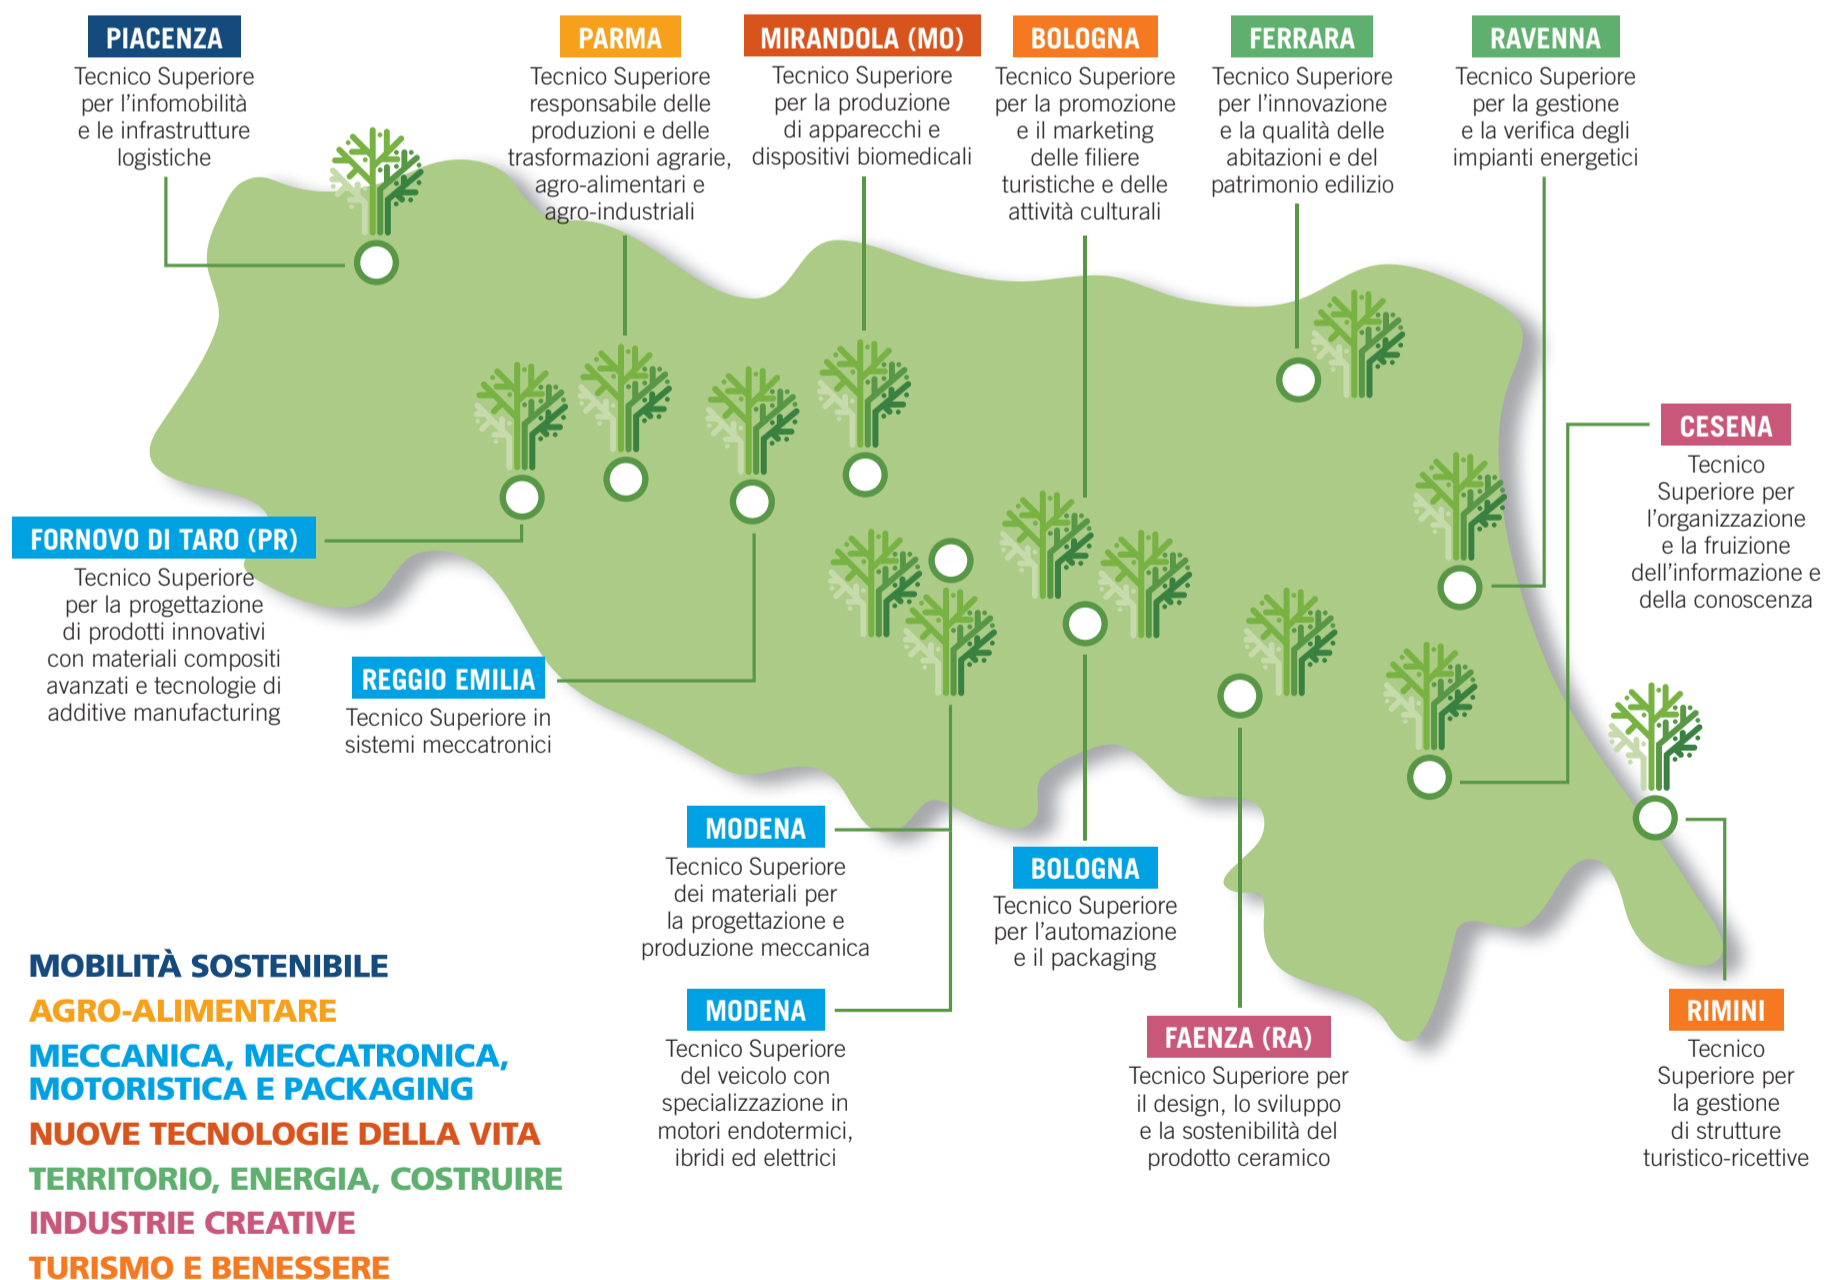 PIACENZA
Tecnico Superiore
per l'infomobilità
e le infrastrutture
logistiche
PARMA
Tecnico Superiore
responsabile delle
produzioni e delle
trasformazioni agrarie,
agro-alimentari e
agro-industriali
MIRANDOLA (MO)
Tecnico Superiore
per la produzione
di apparecchi e
dispositivi biomedicali
BOLOGNA
Tecnico Superiore
per la promozione
e il marketing
delle filiere
turistiche e delle
attività culturali
FERRARA
Tecnico Superiore
per l'innovazione
e la qualità delle
abitazioni e del
patrimonio edilizio
RAVENNA
Tecnico Superiore
per la gestione
e la verifica degli
impianti energetici
CESENA
Tecnico
Superiore per
l'organizzazione
e la fruizione
dell'informazione e
della conoscenza
FORNOVO DI TARO (PR)
Tecnico Superiore
per la progettazione
di prodotti innovativi
con materiali compositi
avanzati e tecnologie di
additive manufacturing
REGGIO EMILIA
Tecnico Superiore in
sistemi meccatronici
MODENA
Tecnico Superiore
dei materiali per
la progettazione e
produzione meccanica
BOLOGNA
Tecnico Superiore
per l'automazione
e il packaging
MODENA
Tecnico Superiore
del veicolo con
specializzazione in
motori endotermici,
ibridi ed elettrici
FAENZA (RA)
Tecnico Superiore per
il design, lo sviluppo
e la sostenibilità del
prodotto ceramico
RIMINI
Tecnico
Superiore per
la gestione
di strutture
turistico-ricettive
MOBILITÀ SOSTENIBILE
AGRO-ALIMENTARE
MECCANICA, MECCATRONICA,
MOTORISTICA E PACKAGING
NUOVE TECNOLOGIE DELLA VITA
TERRITORIO, ENERGIA, COSTRUIRE
INDUSTRIE CREATIVE
TURISMO E BENESSERE